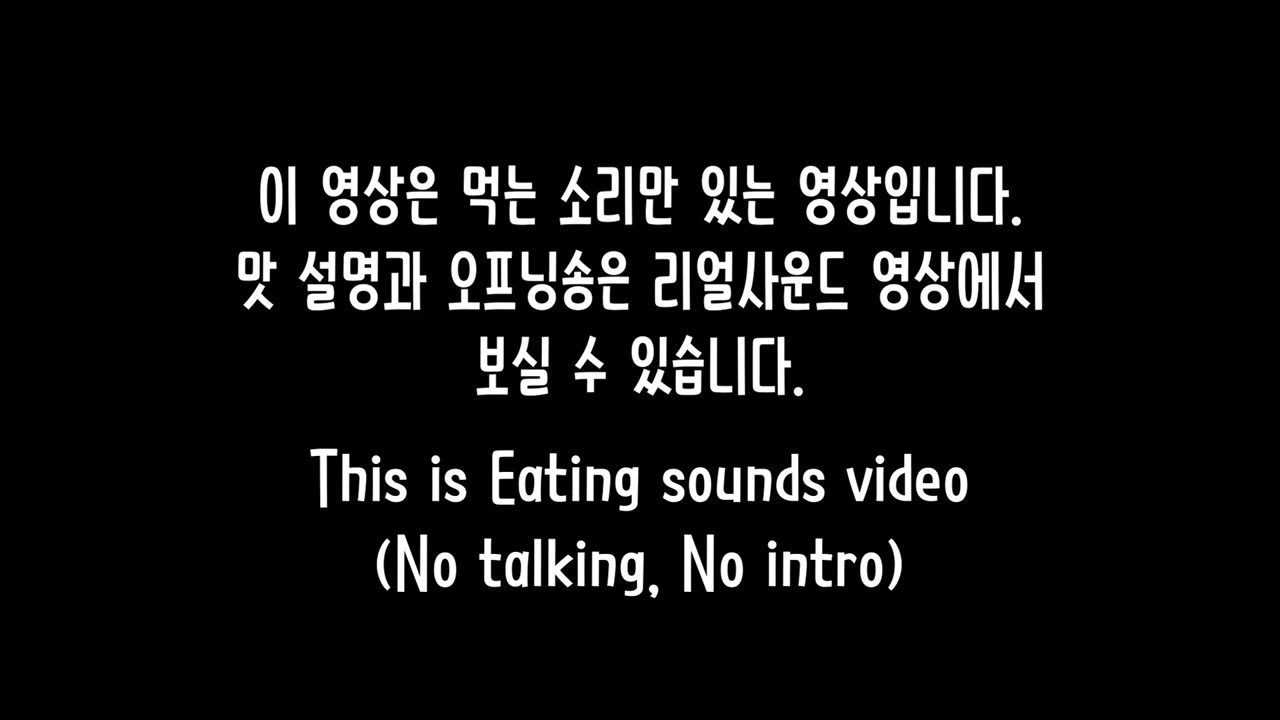 이 영상은 먹는 소리만 있는 영상입니다.
맛 설명과 오프닝송은 리얼사운드 영상에서
보실 수 있습니다.
This is Eating sounds video
(No talking, No intro)